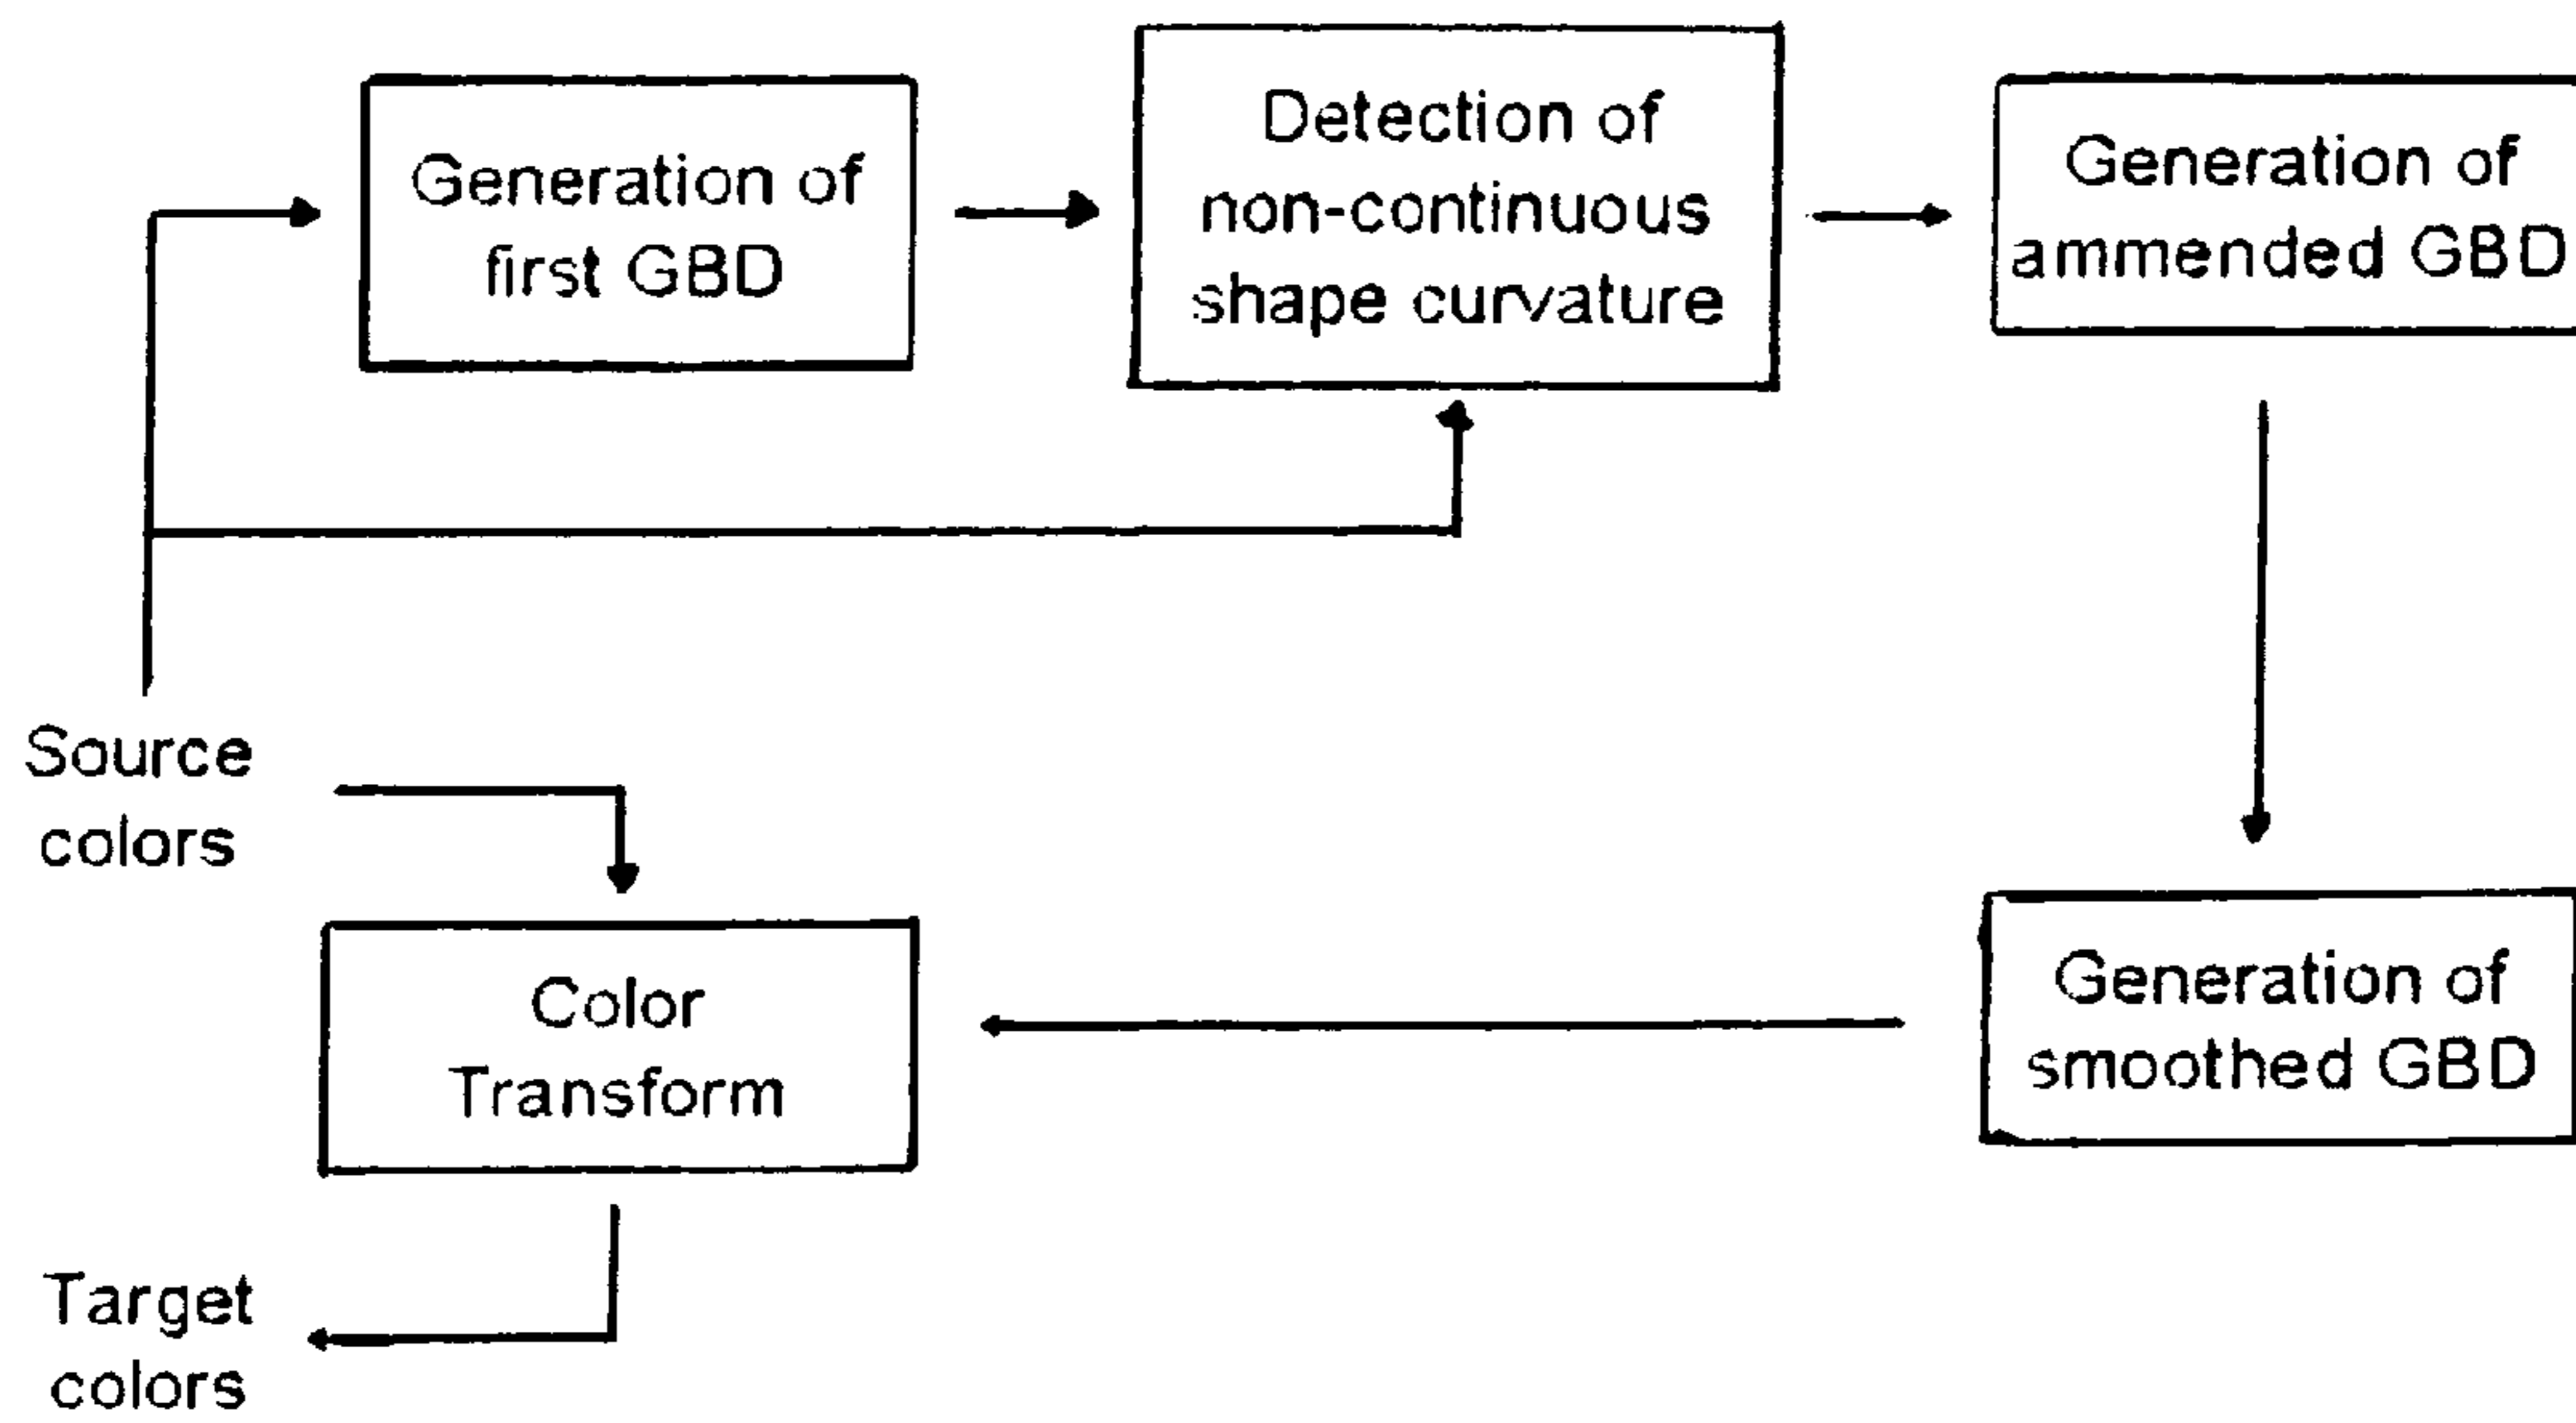 Generation of
first GBD
Detection of
non-continuous
shape curvature
Generation of
ammended GBD
Source
colors
Color
Transform
Generation of
smoothed GBD
Target
colors